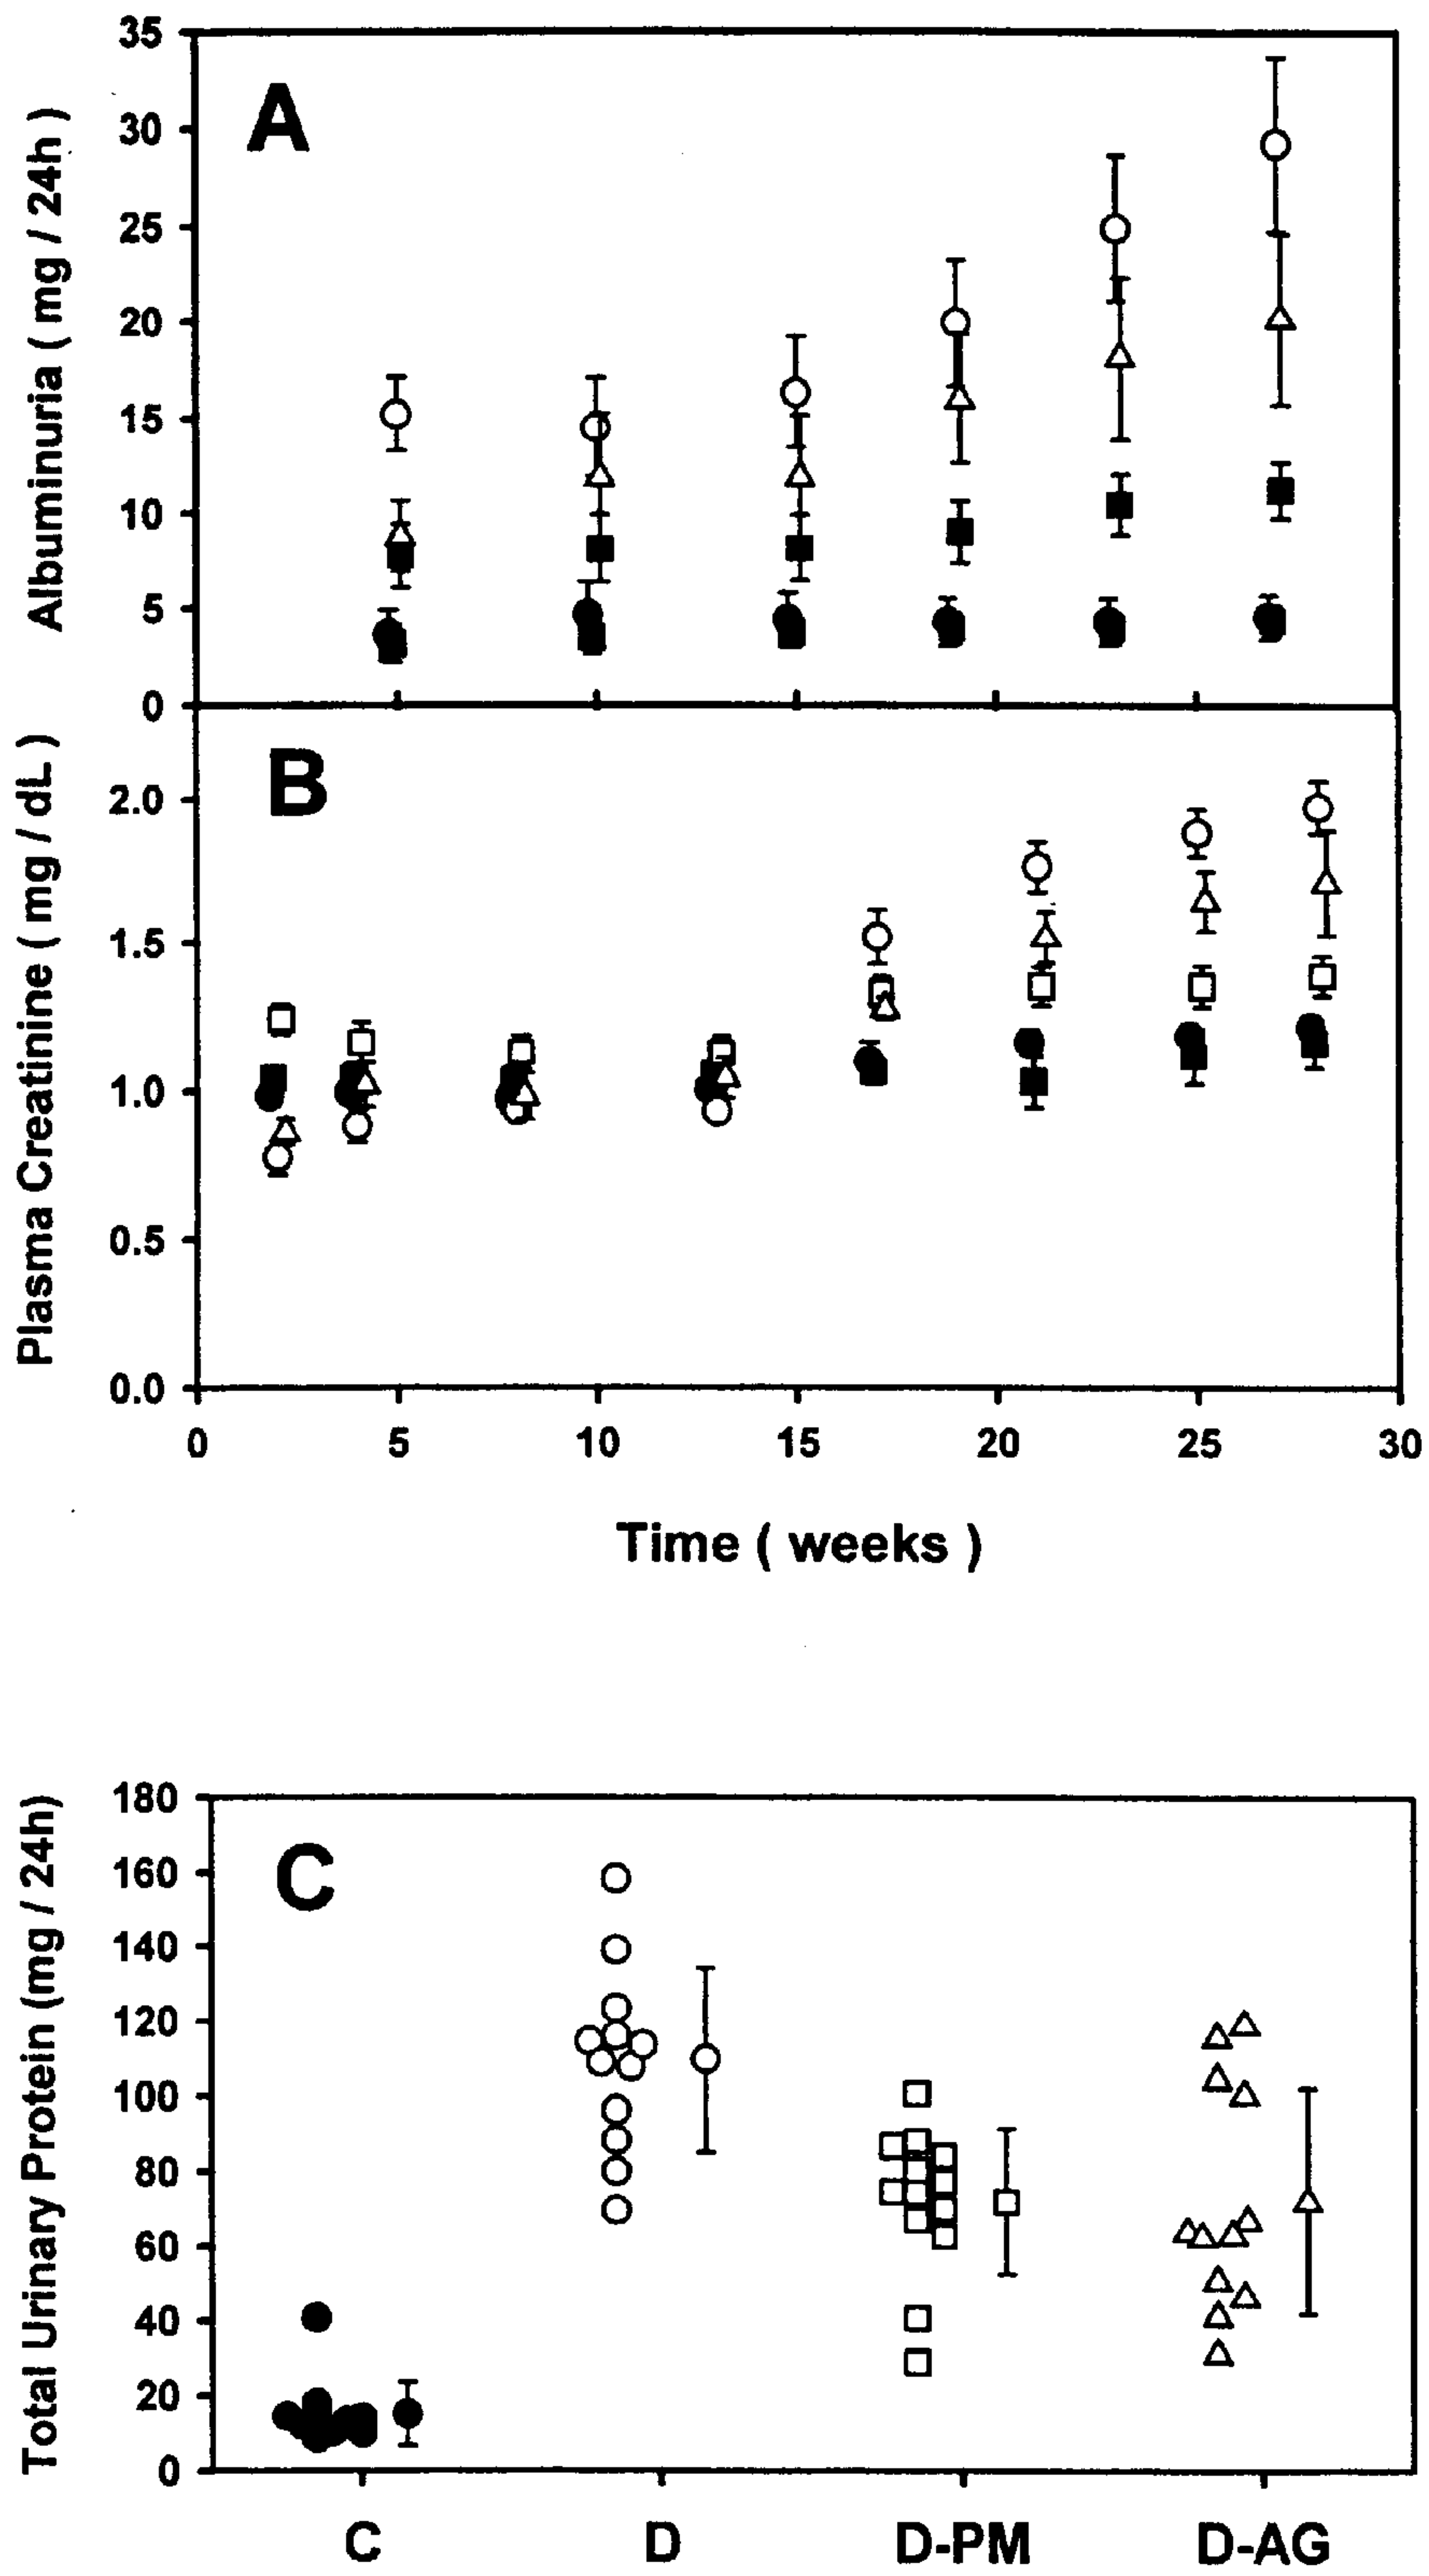 35
A
30
25
20
15
10
5
0
Albuminuria ( mg / 24h )
B
2.0
1.5
1.0
0.5
0.0
Plasma Creatinine ( mg / dL )
0 5 10 15 20 25 30
Time ( weeks )
180
C
160
140
120
100
80
60
40
20
0
Total Urinary Protein (mg / 24h)
C D D-PM D-AG